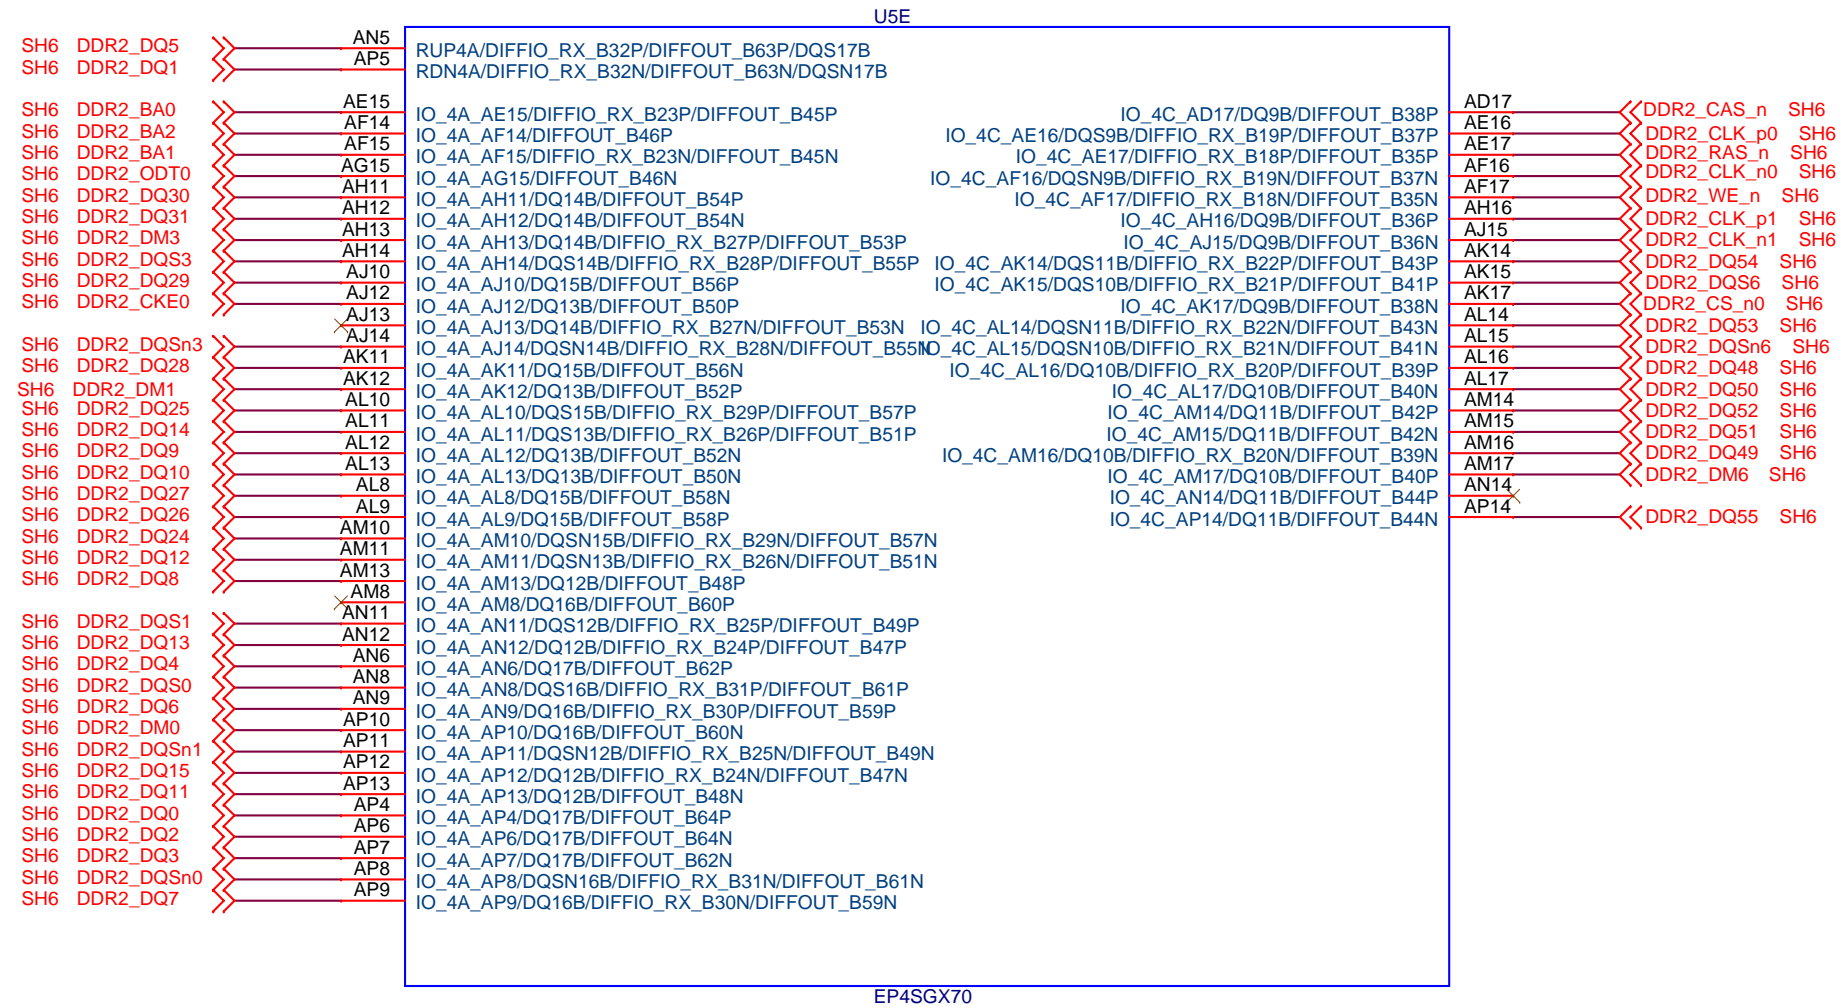 U5E
SH6 DDR2_DQ5 AN5 RUP4A/DIFFIO_RX_B32P/DIFFOUT_B63P/DQS17B
SH6 DDR2_DQ1 AP5 RDN4A/DIFFIO_RX_B32N/DIFFOUT_B63N/DQSN17B
SH6 DDR2_BA0 AE15 IO_4A_AE15/DIFFIO_RX_B23P/DIFFOUT_B45P IO_4C_AD17/DQ9B/DIFFOUT_B38P AD17 DDR2_CAS_n SH6
SH6 DDR2_BA2 AF14 IO_4A_AF14/DIFFOUT_B46P IO_4C_AE16/DQS9B/DIFFIO_RX_B19P/DIFFOUT_B37P AE16 DDR2_CLK_p0 SH6
SH6 DDR2_BA1 AF15 IO_4A_AF15/DIFFIO_RX_B23N/DIFFOUT_B45N IO_4C_AE17/DIFFIO_RX_B18P/DIFFOUT_B35P AE17 DDR2_RAS_n SH6
SH6 DDR2_ODT0 AG15 IO_4A_AG15/DIFFOUT_B46N IO_4C_AF16/DQSN9B/DIFFIO_RX_B19N/DIFFOUT_B37N AF16 DDR2_CLK_n0 SH6
SH6 DDR2_DQ30 AH11 IO_4A_AH11/DQ14B/DIFFOUT_B54P IO_4C_AF17/DIFFIO_RX_B18N/DIFFOUT_B35N AF17 DDR2_WE_n SH6
SH6 DDR2_DQ31 AH12 IO_4A_AH12/DQ14B/DIFFOUT_B54N IO_4C_AH16/DQ9B/DIFFOUT_B36P AH16 DDR2_CLK_p1 SH6
SH6 DDR2_DM3 AH13 IO_4A_AH13/DQ14B/DIFFIO_RX_B27P/DIFFOUT_B53P IO_4C_AJ15/DQ9B/DIFFOUT_B36N AJ15 DDR2_CLK_n1 SH6
SH6 DDR2_DQS3 AH14 IO_4A_AH14/DQS14B/DIFFIO_RX_B28P/DIFFOUT_B55P IO_4C_AK14/DQS11B/DIFFIO_RX_B22P/DIFFOUT_B43P AK14 DDR2_DQ54 SH6
SH6 DDR2_DQ29 AJ10 IO_4A_AJ10/DQ15B/DIFFOUT_B56P IO_4C_AK15/DQS10B/DIFFIO_RX_B21P/DIFFOUT_B41P AK15 DDR2_DQS6 SH6
SH6 DDR2_CKE0 AJ12 IO_4A_AJ12/DQ13B/DIFFOUT_B50P IO_4C_AK17/DQ9B/DIFFOUT_B38N AK17 DDR2_CS_n0 SH6
AJ13 IO_4A_AJ13/DQ14B/DIFFIO_RX_B27N/DIFFOUT_B53N IO_4C_AL14/DQSN11B/DIFFIO_RX_B22N/DIFFOUT_B43N AL14 DDR2_DQ53 SH6
SH6 DDR2_DQSn3 AJ14 IO_4A_AJ14/DQSN14B/DIFFIO_RX_B28N/DIFFOUT_B55N IO_4C_AL15/DQSN10B/DIFFIO_RX_B21N/DIFFOUT_B41N AL15 DDR2_DQSn6 SH6
SH6 DDR2_DQ28 AK11 IO_4A_AK11/DQ15B/DIFFOUT_B56N IO_4C_AL16/DQ10B/DIFFIO_RX_B20P/DIFFOUT_B39P AL16 DDR2_DQ48 SH6
SH6 DDR2_DM1 AK12 IO_4A_AK12/DQ13B/DIFFOUT_B52P IO_4C_AL17/DQ10B/DIFFOUT_B40N AL17 DDR2_DQ50 SH6
SH6 DDR2_DQ25 AL10 IO_4A_AL10/DQS15B/DIFFIO_RX_B29P/DIFFOUT_B57P IO_4C_AM14/DQ11B/DIFFOUT_B42P AM14 DDR2_DQ52 SH6
SH6 DDR2_DQ14 AL11 IO_4A_AL11/DQS13B/DIFFIO_RX_B26P/DIFFOUT_B51P IO_4C_AM15/DQ11B/DIFFOUT_B42N AM15 DDR2_DQ51 SH6
SH6 DDR2_DQ9 AL12 IO_4A_AL12/DQ13B/DIFFOUT_B52N IO_4C_AM16/DQ10B/DIFFIO_RX_B20N/DIFFOUT_B39N AM16 DDR2_DQ49 SH6
SH6 DDR2_DQ10 AL13 IO_4A_AL13/DQ13B/DIFFOUT_B50N IO_4C_AM17/DQ10B/DIFFOUT_B40P AM17 DDR2_DM6 SH6
SH6 DDR2_DQ27 AL8 IO_4A_AL8/DQ15B/DIFFOUT_B58N IO_4C_AN14/DQ11B/DIFFOUT_B44P AN14
SH6 DDR2_DQ26 AL9 IO_4A_AL9/DQ15B/DIFFOUT_B58P IO_4C_AP14/DQ11B/DIFFOUT_B44N AP14 DDR2_DQ55 SH6
SH6 DDR2_DQ24 AM10 IO_4A_AM10/DQSN15B/DIFFIO_RX_B29N/DIFFOUT_B57N
SH6 DDR2_DQ12 AM11 IO_4A_AM11/DQSN13B/DIFFIO_RX_B26N/DIFFOUT_B51N
SH6 DDR2_DQ8 AM13 IO_4A_AM13/DQ12B/DIFFOUT_B48P
AM8 IO_4A_AM8/DQ16B/DIFFOUT_B60P
SH6 DDR2_DQS1 AN11 IO_4A_AN11/DQS12B/DIFFIO_RX_B25P/DIFFOUT_B49P
SH6 DDR2_DQ13 AN12 IO_4A_AN12/DQ12B/DIFFIO_RX_B24P/DIFFOUT_B47P
SH6 DDR2_DQ4 AN6 IO_4A_AN6/DQ17B/DIFFOUT_B62P
SH6 DDR2_DQS0 AN8 IO_4A_AN8/DQS16B/DIFFIO_RX_B31P/DIFFOUT_B61P
SH6 DDR2_DQ6 AN9 IO_4A_AN9/DQ16B/DIFFIO_RX_B30P/DIFFOUT_B59P
SH6 DDR2_DM0 AP10 IO_4A_AP10/DQ16B/DIFFOUT_B60N
SH6 DDR2_DQSn1 AP11 IO_4A_AP11/DQSN12B/DIFFIO_RX_B25N/DIFFOUT_B49N
SH6 DDR2_DQ15 AP12 IO_4A_AP12/DQ12B/DIFFIO_RX_B24N/DIFFOUT_B47N
SH6 DDR2_DQ11 AP13 IO_4A_AP13/DQ12B/DIFFOUT_B48N
SH6 DDR2_DQ0 AP4 IO_4A_AP4/DQ17B/DIFFOUT_B64P
SH6 DDR2_DQ2 AP6 IO_4A_AP6/DQ17B/DIFFOUT_B64N
SH6 DDR2_DQ3 AP7 IO_4A_AP7/DQ17B/DIFFOUT_B62N
SH6 DDR2_DQSn0 AP8 IO_4A_AP8/DQSN16B/DIFFIO_RX_B31N/DIFFOUT_B61N
SH6 DDR2_DQ7 AP9 IO_4A_AP9/DQ16B/DIFFIO_RX_B30N/DIFFOUT_B59N
EP4SGX70